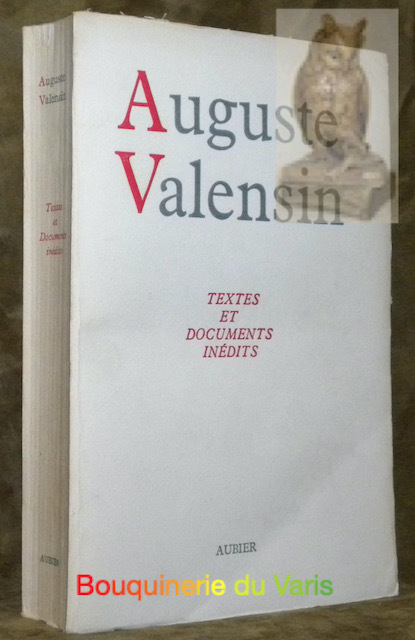 Auguste
Valensin
Textes
et
Documents
inédits
AUBIER
Auguste
Valensin
TEXTES
ET
DOCUMENTS
INÉDITS
AUBIER
Bouquinerie du Varis